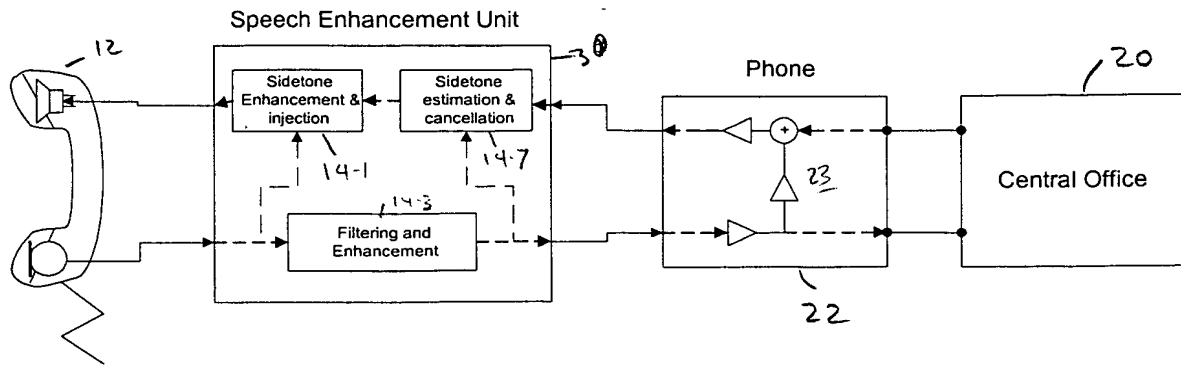 Speech Enhancement Unit
12
30
Phone
20
Sidetone
Enhancement &
injection
Sidetone
estimation &
cancellation
14-1
14-7
23
Central Office
14-3
Filtering and
Enhancement
22